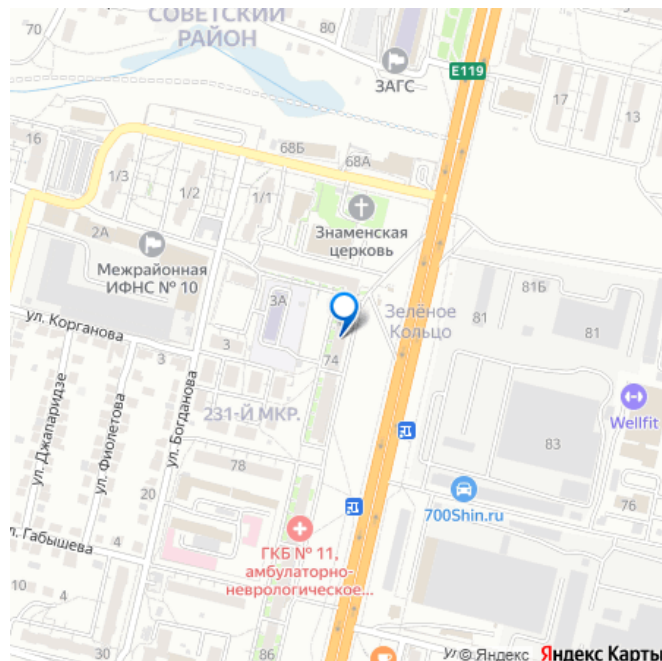 70
СОВЕТСКИЙ
РАЙОН
80
ЗАГС
E119
17
13
16
1/3
1/2
1/1
68Б
68А
Знаменская
церковь
2А
Межрайонная
ИФНС № 10
3А
ул. Корганова
3
3
74
Зелёное
Кольцо
81
81Б
81
Wellfit
231-Й МКР.
ул. Джапаридзе
ул. Фиолетова
ул. Богданова
78
20
83
76
700Shin.ru
ГКБ № 11,
амбулаторно-
неврологическое...
л. Габышева
10
4
30
86
© Яндекс Яндекс Карты